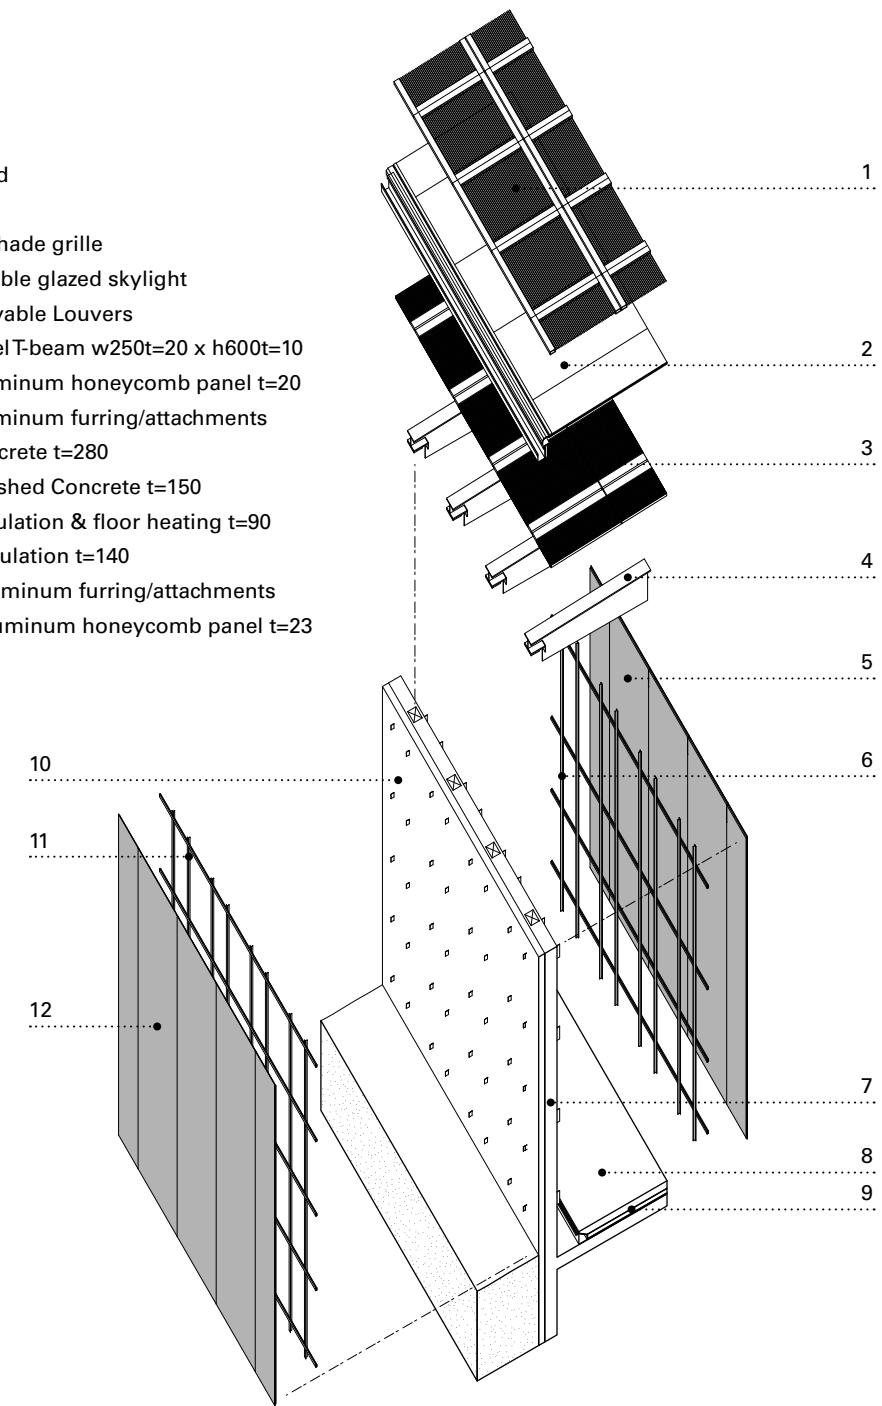 d
hade grille
ble glazed skylight
vable Louvers
el T-beam w250t=20 x h600t=10
minum honeycomb panel t=20
minum furring/attachments
crete t=280
shed Concrete t=150
ulation & floor heating t=90
ulation t=140
minum furring/attachments
uminum honeycomb panel t=23
1
2
3
4
5
6
7
8
9
10
11
12